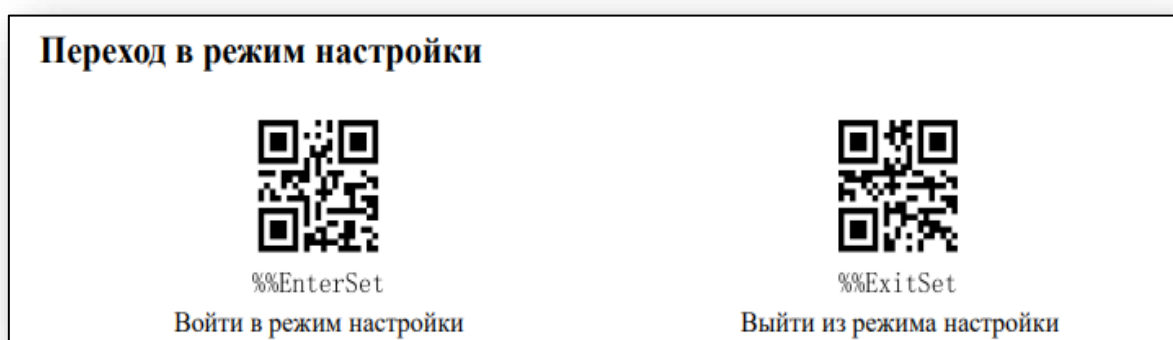 Переход в режим настройки
%%EnterSet
%%ExitSet
Войти в режим настройки
Выйти из режима настройки